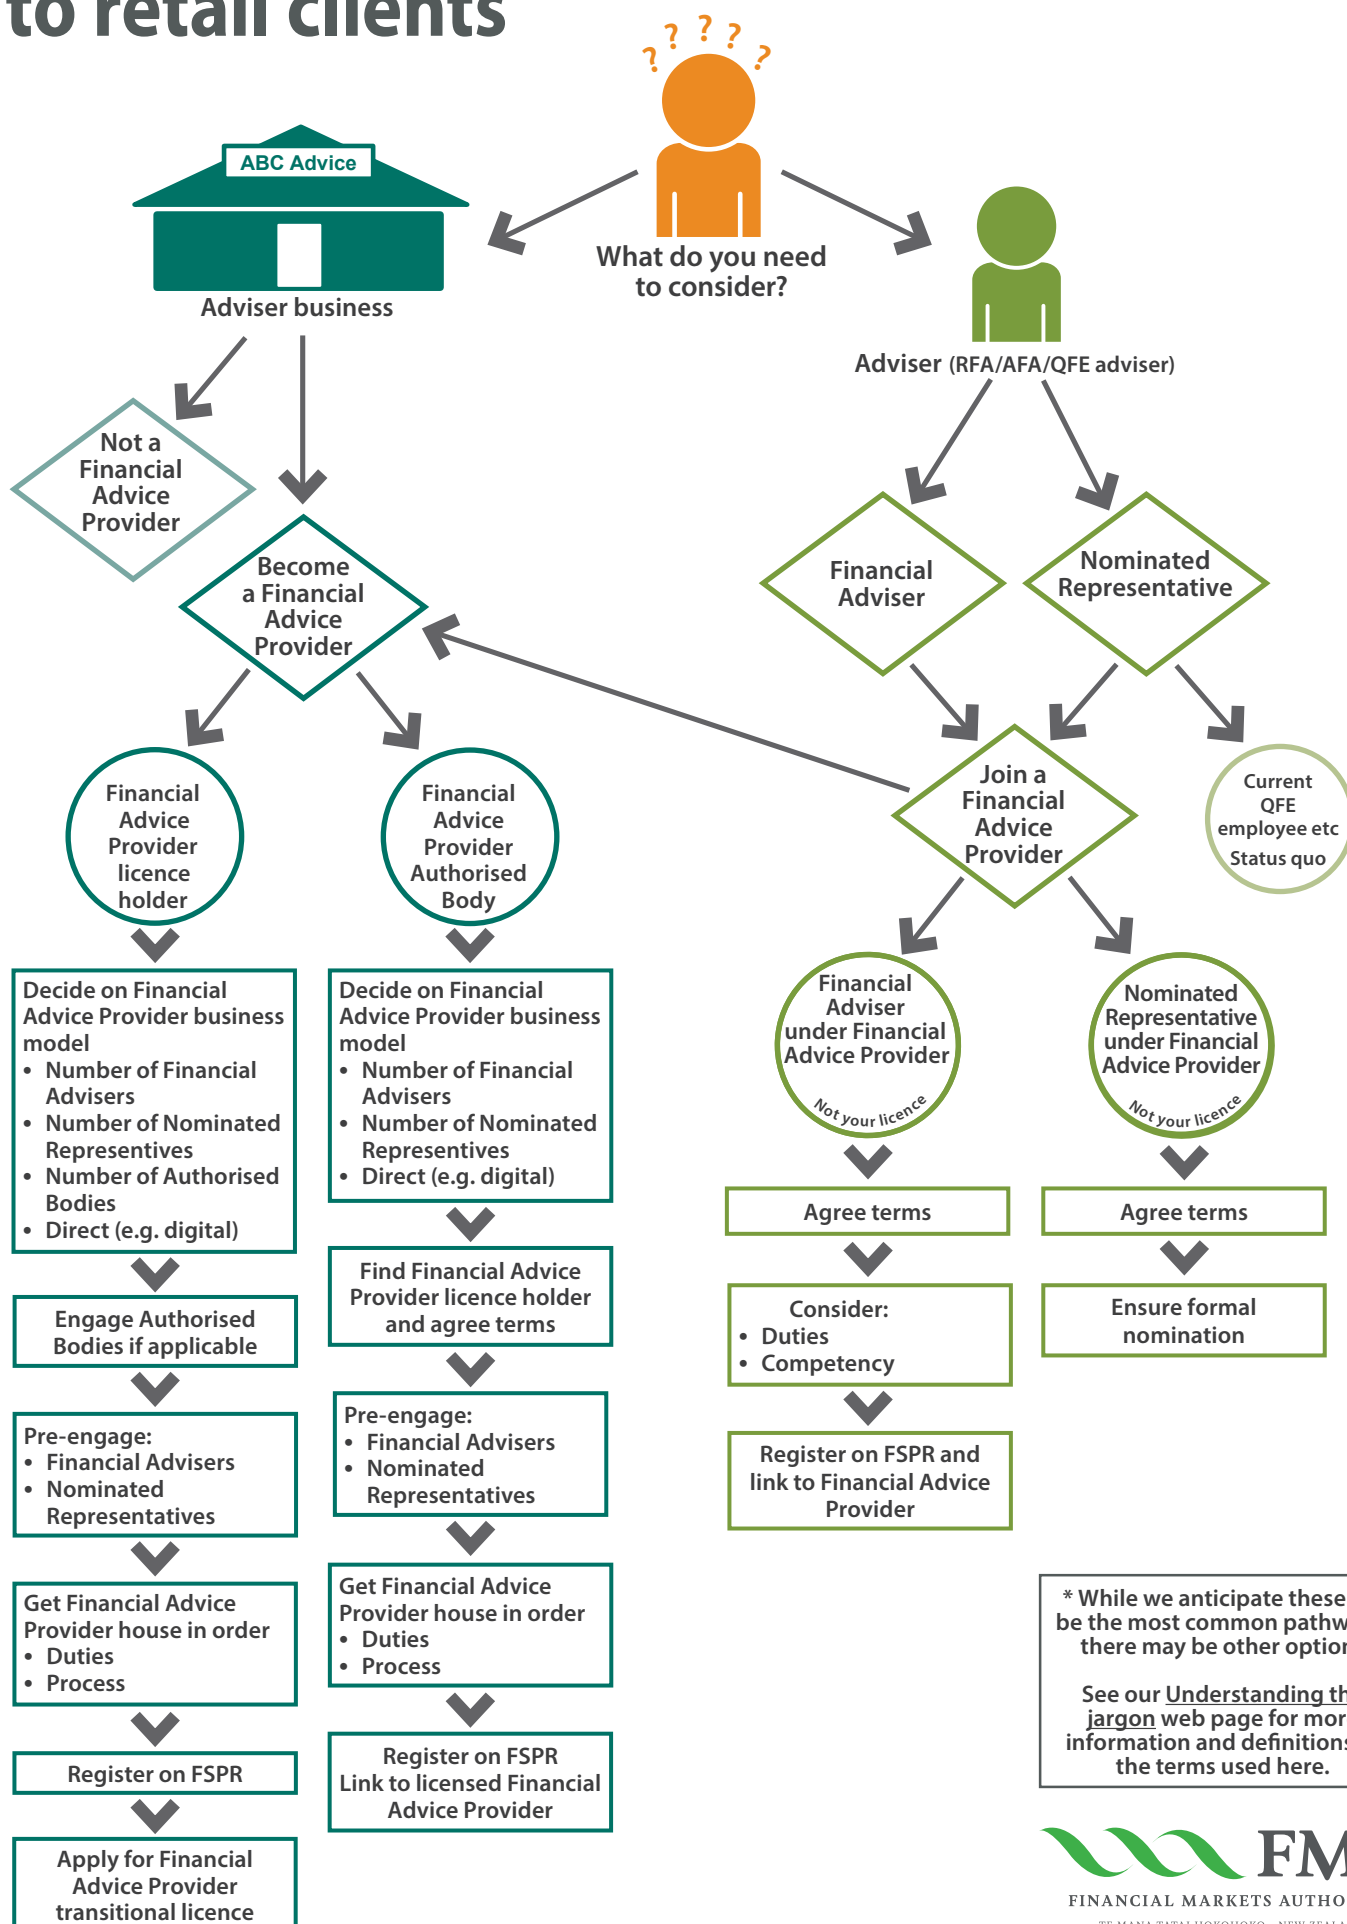 to retail clients
? ? ? ? ?
ABC Advice
What do you need
to consider?
Adviser business
Adviser (RFA/AFA/QFE adviser)
Not a
Financial
Advice
Provider
Become
a Financial
Advice
Provider
Financial
Adviser
Nominated
Representative
Join a
Financial
Advice
Provider
Current
QFE
employee etc
Status quo
Financial
Advice
Provider
licence
holder
Financial
Advice
Provider
Authorised
Body
Financial
Adviser
under Financial
Advice Provider
Not your licence
Nominated
Representative
under Financial
Advice Provider
Not your licence
Decide on Financial
Advice Provider business
model
• Number of Financial
Advisers
• Number of Nominated
Representives
• Number of Authorised
Bodies
• Direct (e.g. digital)
Engage Authorised
Bodies if applicable
Pre-engage:
• Financial Advisers
• Nominated
Representatives
Get Financial Advice
Provider house in order
• Duties
• Process
Register on FSPR
Apply for Financial
Advice Provider
transitional licence
Decide on Financial
Advice Provider business
model
• Number of Financial
Advisers
• Number of Nominated
Representives
• Direct (e.g. digital)
Find Financial Advice
Provider licence holder
and agree terms
Pre-engage:
• Financial Advisers
• Nominated
Representatives
Get Financial Advice
Provider house in order
• Duties
• Process
Register on FSPR
Link to licensed Financial
Advice Provider
Agree terms
Consider:
• Duties
• Competency
Register on FSPR and
link to Financial Advice
Provider
Agree terms
Ensure formal
nomination
* While we anticipate these
be the most common
there may be other
See our Understanding
jargon web page for
information and definitions
the terms used here.
FINANCIAL MARKETS
TE MANA TATAI HOKOHOKO - NEW